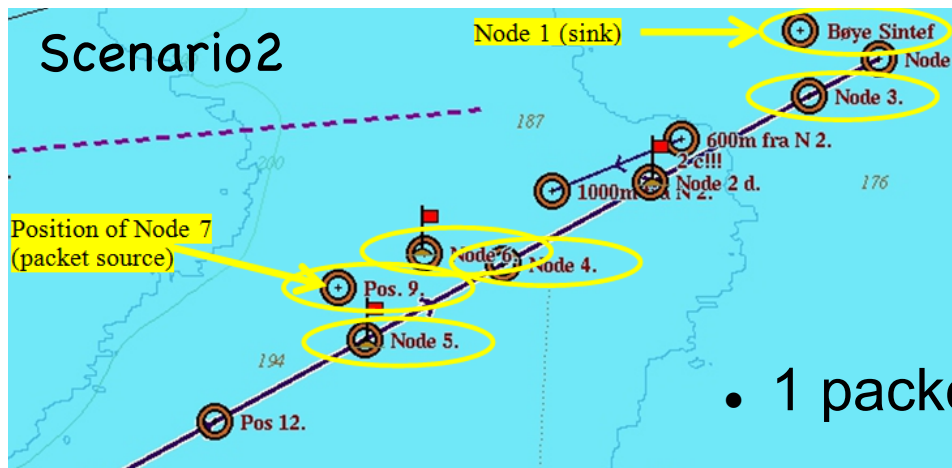 Scenario2
Node 1 (sink)
Bøye Sintef
Node
Node 3.
187
600m fra N 2.
2 c!!!
Node 2 d.
1000m N 2.
176
200
Position of Node 7
(packet source)
Node 6.
Node 4.
Pos. 9.
Node 5.
194
Pos 12.
• 1 packe